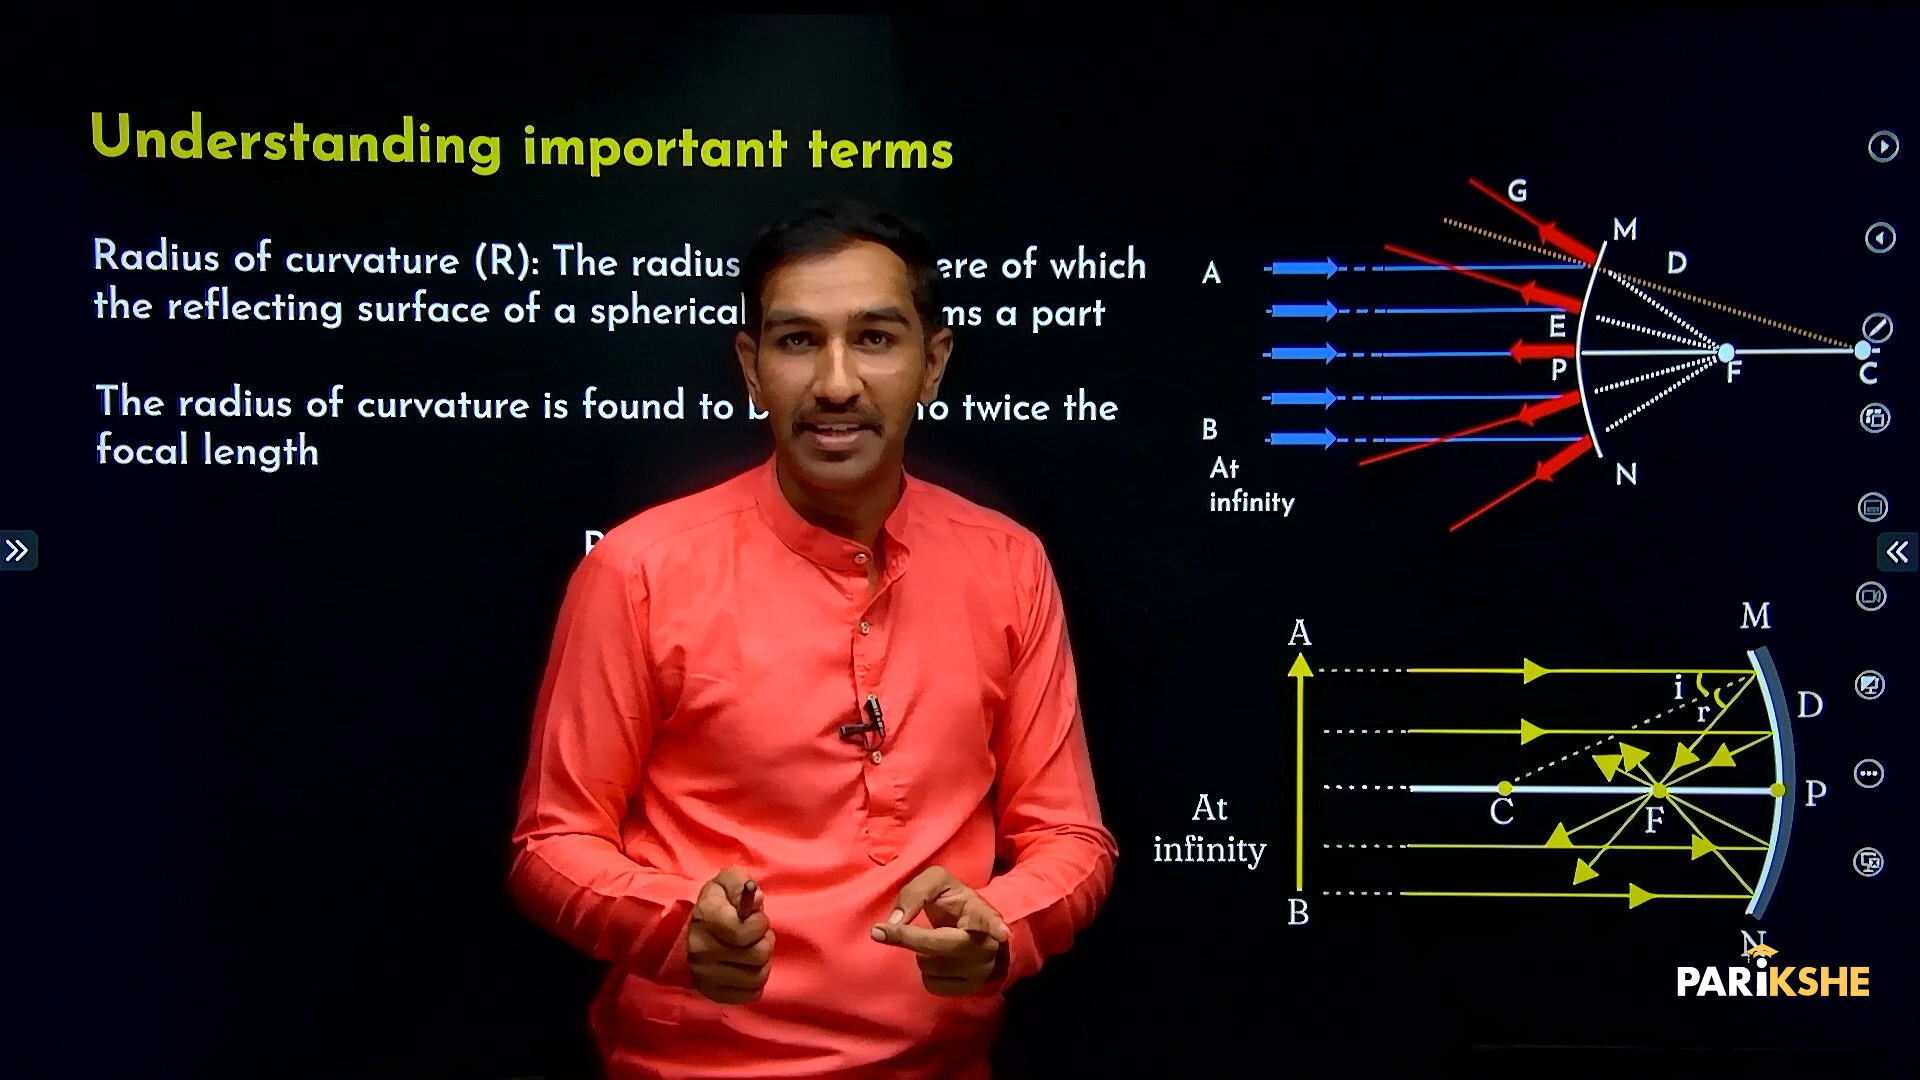 Understanding important terms
Radius of curvature (R): The radius ere of which
the reflecting surface of a spherical ms a part
The radius of curvature is found to twice the
focal length
G
M
D
A
E
P
F
C
B
At
infinity
N
A
M
i
r
D
C
F
P
At
infinity
B
N
PARIKSHE